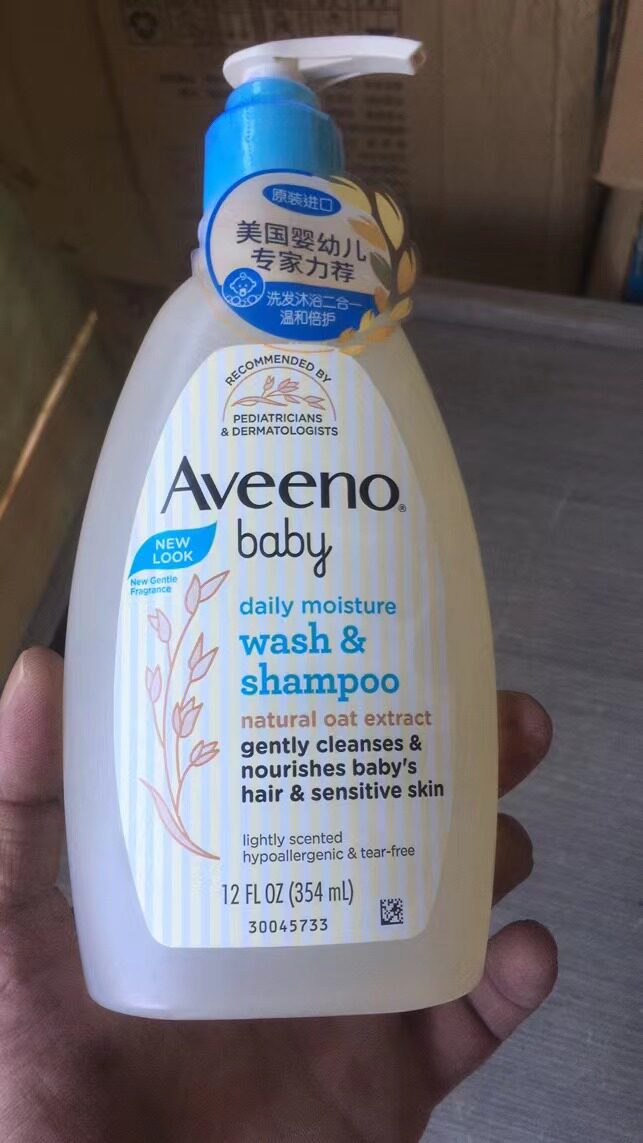 原装进口
美国婴幼儿
专家力荐
洗发沐浴二合一
温和倍护
RECOMMENDED BY
PEDIATRICIANS
& DERMATOLOGISTS
Aveeno®
baby
NEW
LOOK
New Gentle
Fragrance
daily moisture
wash &
shampoo
natural oat extract
gently cleanses &
nourishes baby's
hair & sensitive skin
lightly scented
hypoallergenic & tear-free
12 FL OZ (354 mL)
30045733